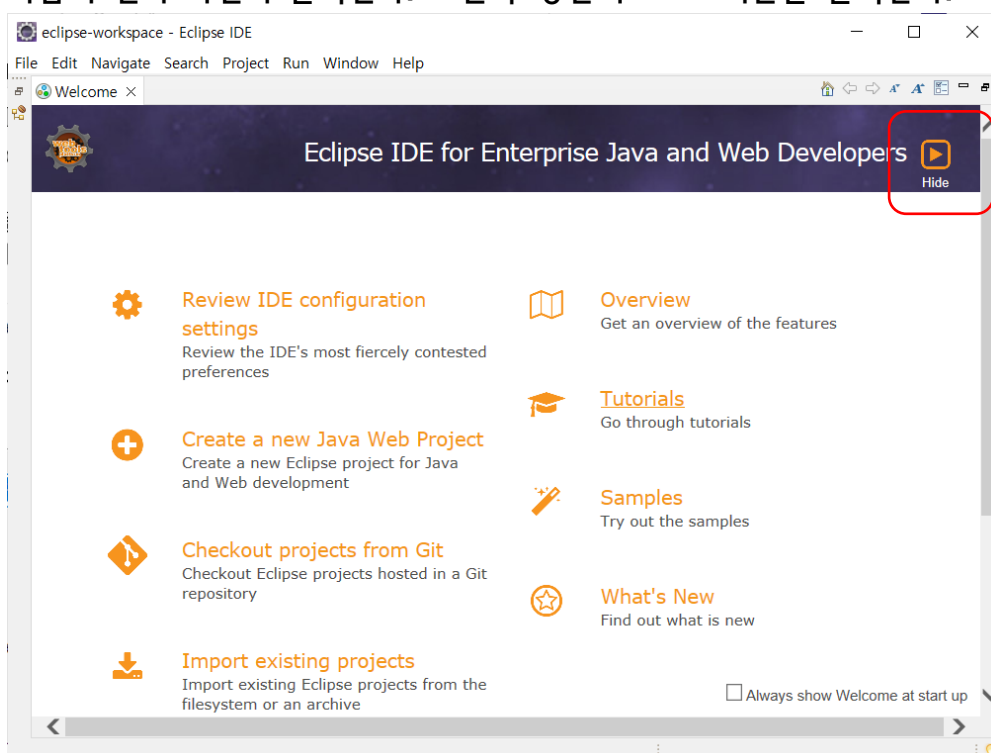 eclipse-workspace - Eclipse IDE
File Edit Navigate Search Project Run Window Help
Welcome
Eclipse IDE for Enterprise Java and Web Developers
Hide
Review IDE configuration
settings
Review the IDE's most fiercely contested
preferences
Create a new Java Web Project
Create a new Eclipse project for Java
and Web development
Checkout projects from Git
Checkout Eclipse projects hosted in a Git
repository
Import existing projects
Import existing Eclipse projects from the
filesystem or an archive
Overview
Get an overview of the features
Tutorials
Go through tutorials
Samples
Try out the samples
What's New
Find out what is new
Always show Welcome at start up